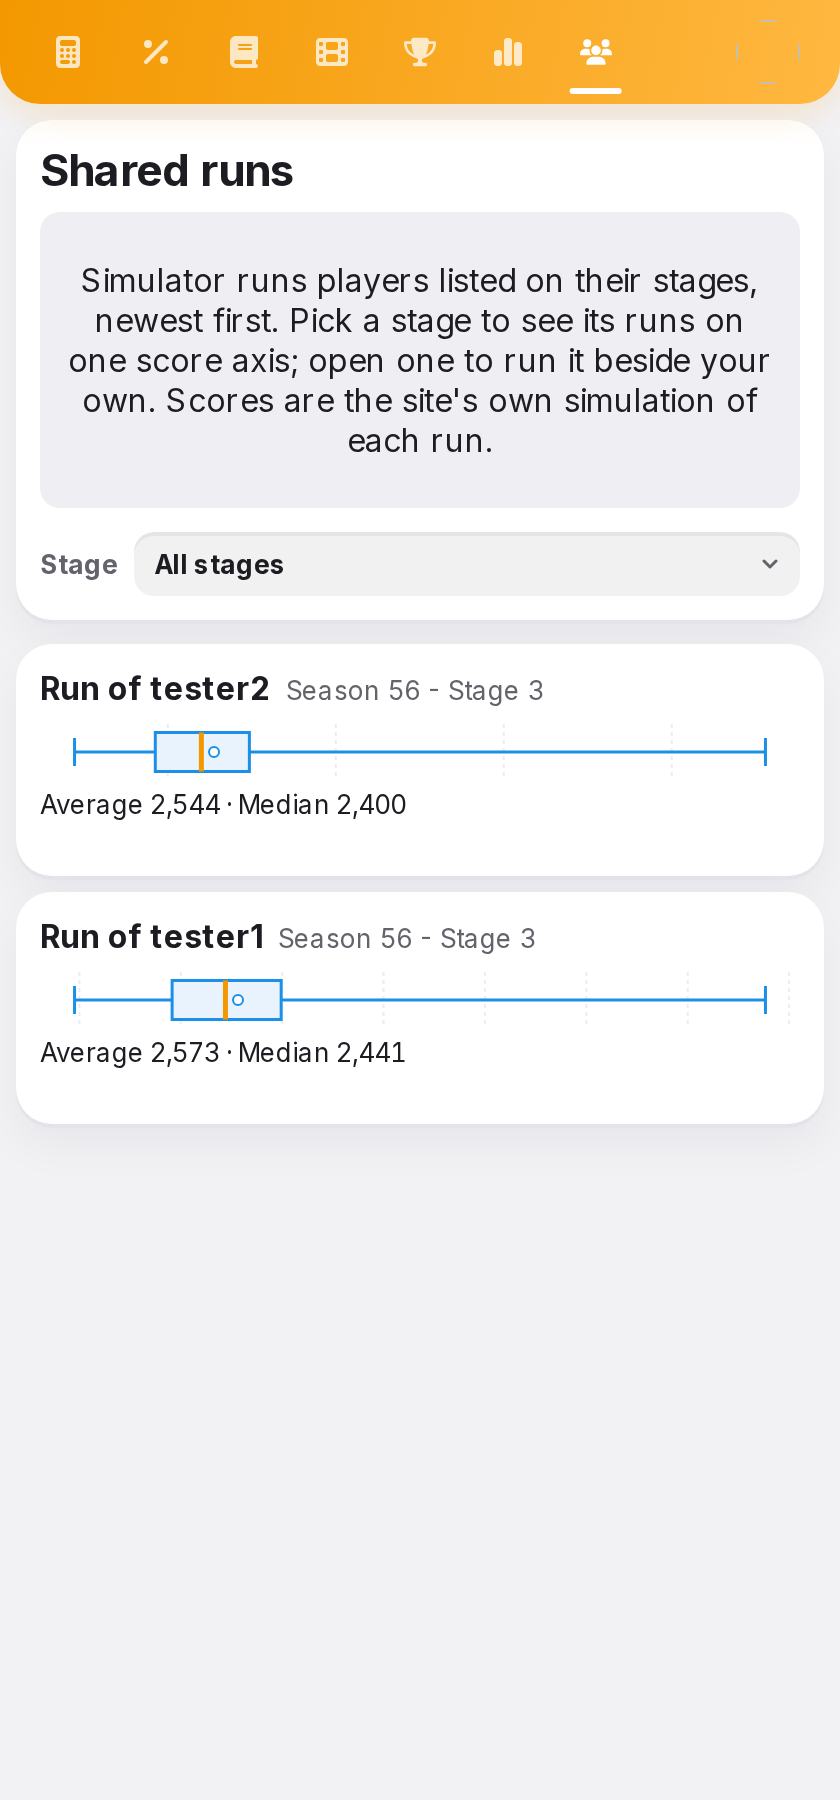 Shared runs
Simulator runs players listed on their stages,
newest first. Pick a stage to see its runs on
one score axis; open one to run it beside your
own. Scores are the site's own simulation of
each run.
Stage All stages
Run of tester2 Season 56 - Stage 3
Average 2,544 · Median 2,400
Run of tester1 Season 56 - Stage 3
Average 2,573 · Median 2,441